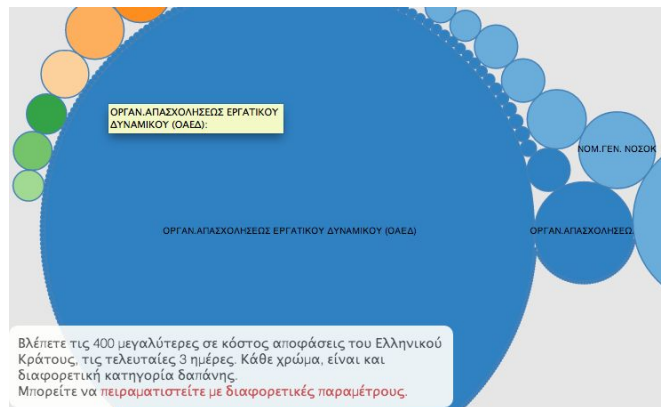 ΟΡΓΑΝ.ΑΠΑΣΧΟΛΗΣΕΩΣ ΕΡΓΑΤΙΚΟΥ
ΔΥΝΑΜΙΚΟΥ (ΟΑΕΔ):
ΝΟΜ.ΓΕΝ. ΝΟΣΟΚ
ΟΡΓΑΝ.ΑΠΑΣΧΟΛΗΣΕΩΣ ΕΡΓΑΤΙΚΟΥ ΔΥΝΑΜΙΚΟΥ (ΟΑΕΔ)
ΟΡΓΑΝ.ΑΠΑΣΧΟΛΗΣΕΩ.
Βλέπετε τις 400 μεγαλύτερες σε κόστος αποφάσεις του Ελληνικού
Κράτους, τις τελευταίες 3 ημέρες. Κάθε χρώμα, είναι και
διαφορετική κατηγορία δαπάνης.
Μπορείτε να πειραματιστείτε με διαφορετικές παραμέτρους.